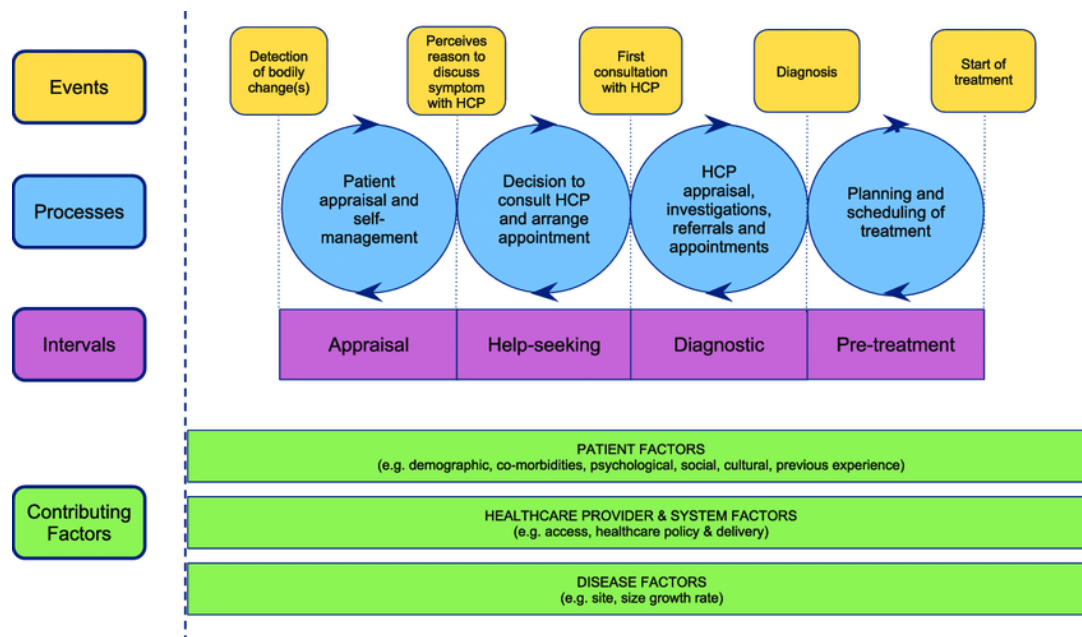 Events
Detection
of bodily
change(s)
Perceives
reason to
discuss
symptom
with HCP
First
consultation
with HCP
Diagnosis
Start of
treatment
Processes
Patient
appraisal and
self-
management
Decision to
consult HCP
and arrange
appointment
HCP
appraisal,
investigations,
referrals and
appointments
Planning and
scheduling of
treatment
Intervals
Appraisal
Help-seeking
Diagnostic
Pre-treatment
Contributing
Factors
PATIENT FACTORS
(e.g. demographic, co-morbidities, psychological, social, cultural, previous experience)
HEALTHCARE PROVIDER & SYSTEM FACTORS
(e.g. access, healthcare policy & delivery)
DISEASE FACTORS
(e.g. site, size growth rate)